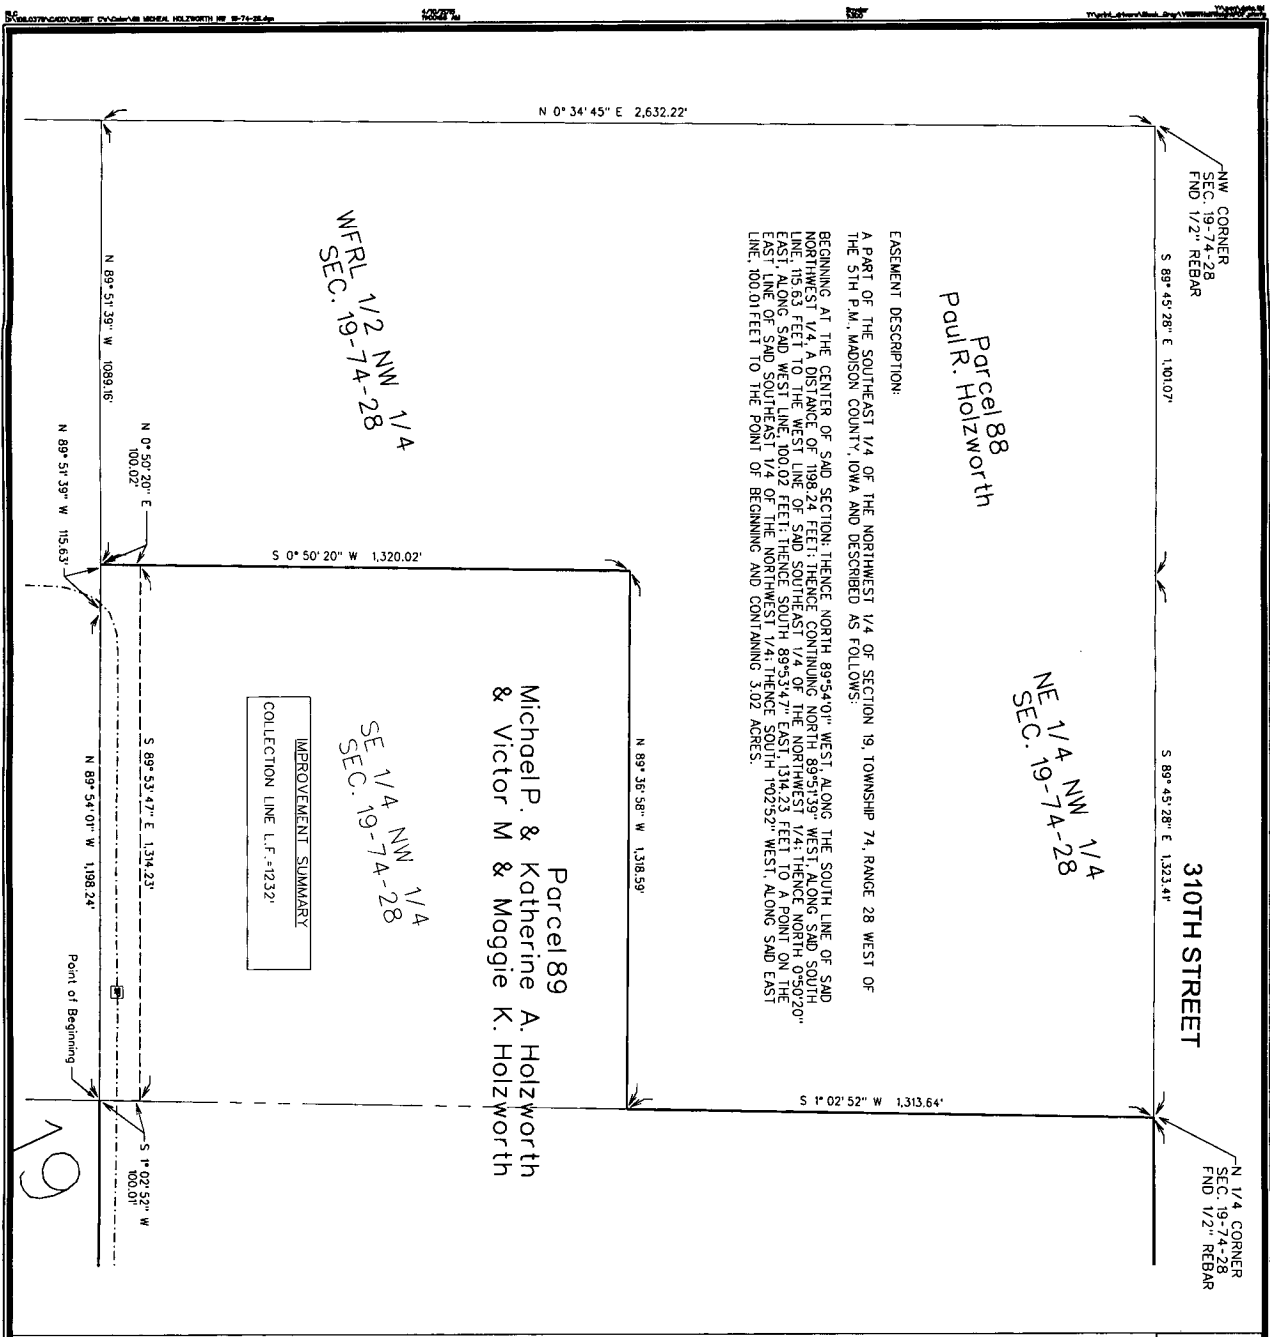 310TH STREET
NW CORNER
SEC. 19-74-28
FND 1/2" REBAR
N 1/4 CORNER
SEC. 19-74-28
FND 1/2" REBAR
S 89° 45' 28" E 1,101.07'
S 89° 45' 28" E 1,323.41'
N 0° 34' 45" E 2,632.22'
NE 1/4 NW 1/4
SEC. 19-74-28
Parcel 88
Paul R. Holzworth
EASEMENT DESCRIPTION:
A PART OF THE SOUTHEAST 1/4 OF THE NORTHWEST 1/4 OF SECTION 19, TOWNSHIP 74, RANGE 28 WEST OF
THE 5TH P.M., MADISON COUNTY, IOWA AND DESCRIBED AS FOLLOWS:
BEGINNING AT THE CENTER OF SAID SECTION; THENCE NORTH 89°54'01" WEST, ALONG THE SOUTH LINE OF SAID
NORTHWEST 1/4, A DISTANCE OF 1198.24 FEET; THENCE CONTINUING NORTH 89°51'39" WEST, ALONG SAID SOUTH
LINE, 115.63 FEET TO THE WEST LINE OF SAID SOUTHEAST 1/4 OF THE NORTHWEST 1/4; THENCE NORTH 0°50'20"
EAST, ALONG SAID WEST LINE, 100.02 FEET; THENCE SOUTH 89°53'47" EAST, 1314.23 FEET TO A POINT ON THE
EAST LINE OF SAID SOUTHEAST 1/4 OF THE NORTHWEST 1/4; THENCE SOUTH 1°02'52" WEST, ALONG SAID EAST
LINE, 100.01 FEET TO THE POINT OF BEGINNING AND CONTAINING 3.02 ACRES.
S 1° 02' 52" W 1,313.64'
N 89° 36' 58" W 1,318.59'
S 0° 50' 20" W 1,320.02'
WFRL 1/2 NW 1/4
SEC. 19-74-28
Parcel 89
Michael P. & Katherine A. Holzworth
& Victor M & Maggie K. Holzworth
SE 1/4 NW 1/4
SEC. 19-74-28
IMPROVEMENT SUMMARY
COLLECTION LINE L.F.=1232'
N 0° 50' 20" E
100.02'
S 89° 53' 47" E 1,314.23'
S 1° 02' 52" W
100.01'
N 89° 51' 39" W 1089.16'
N 89° 51' 39" W 115.63'
N 89° 54' 01" W 1,198.24'
Point of Beginning
19